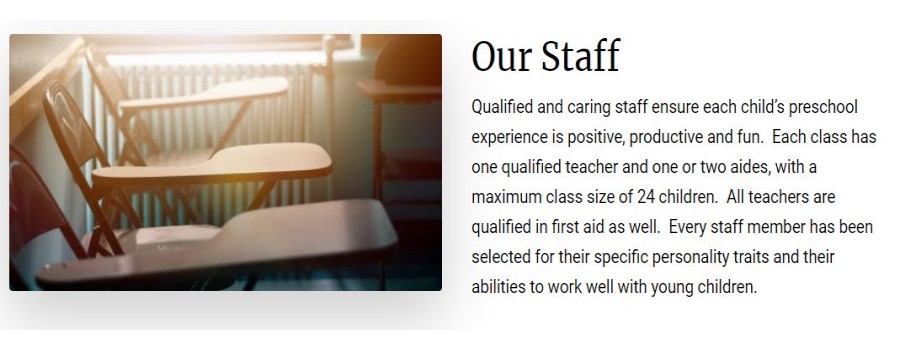 Our Staff
Qualified and caring staff ensure each child’s preschool
experience is positive, productive and fun.  Each class has
one qualified teacher and one or two aides, with a
maximum class size of 24 children.  All teachers are
qualified in first aid as well.  Every staff member has been
selected for their specific personality traits and their
abilities to work well with young children.